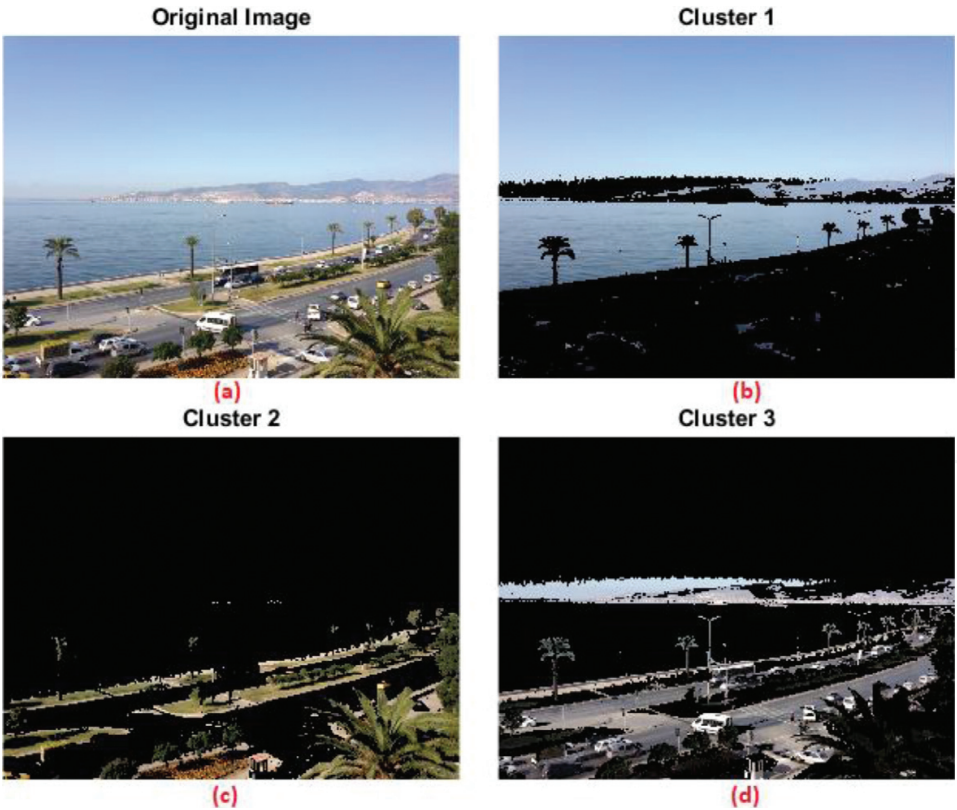 Original Image
Cluster 1
(a)
(b)
Cluster 2
Cluster 3
(c)
(d)